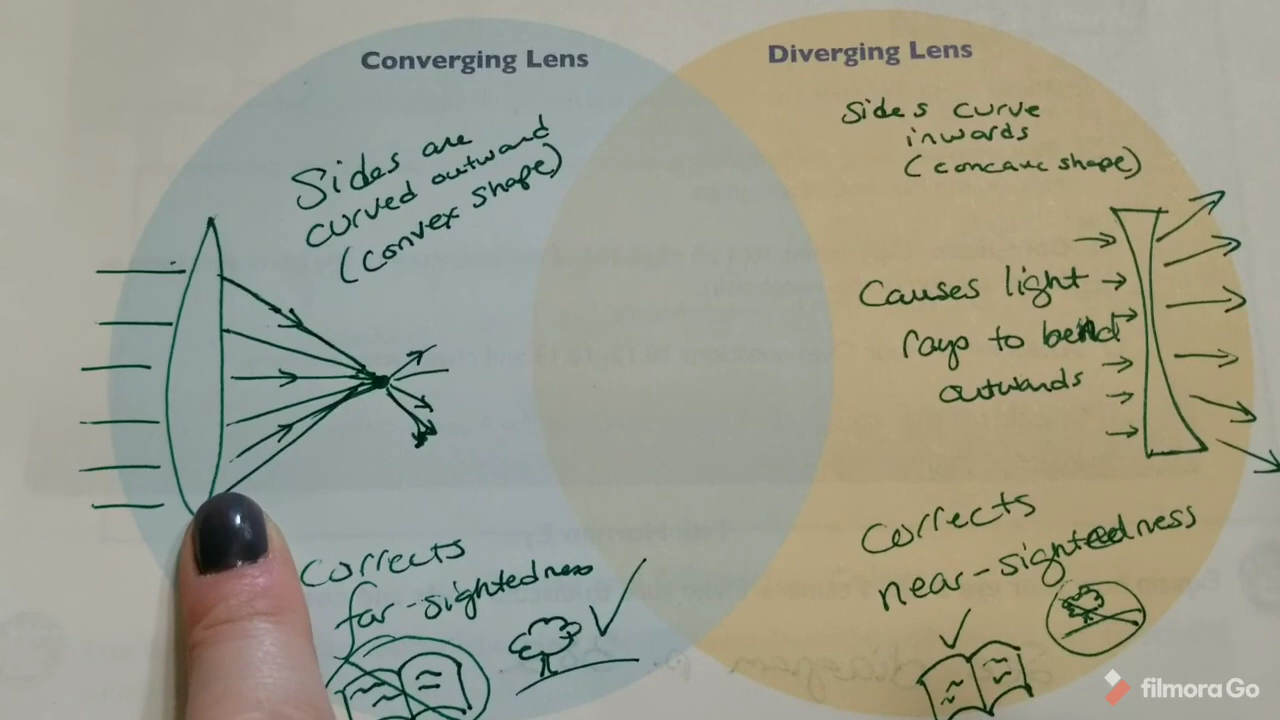 Converging Lens
Diverging Lens
Sides are
curved outward
(convex shape)
Sides curve
inwards
(concave shape)
Causes light
rays to bend
outwards
Corrects
far-sightedness
Corrects
near-sightedness
filmora Go